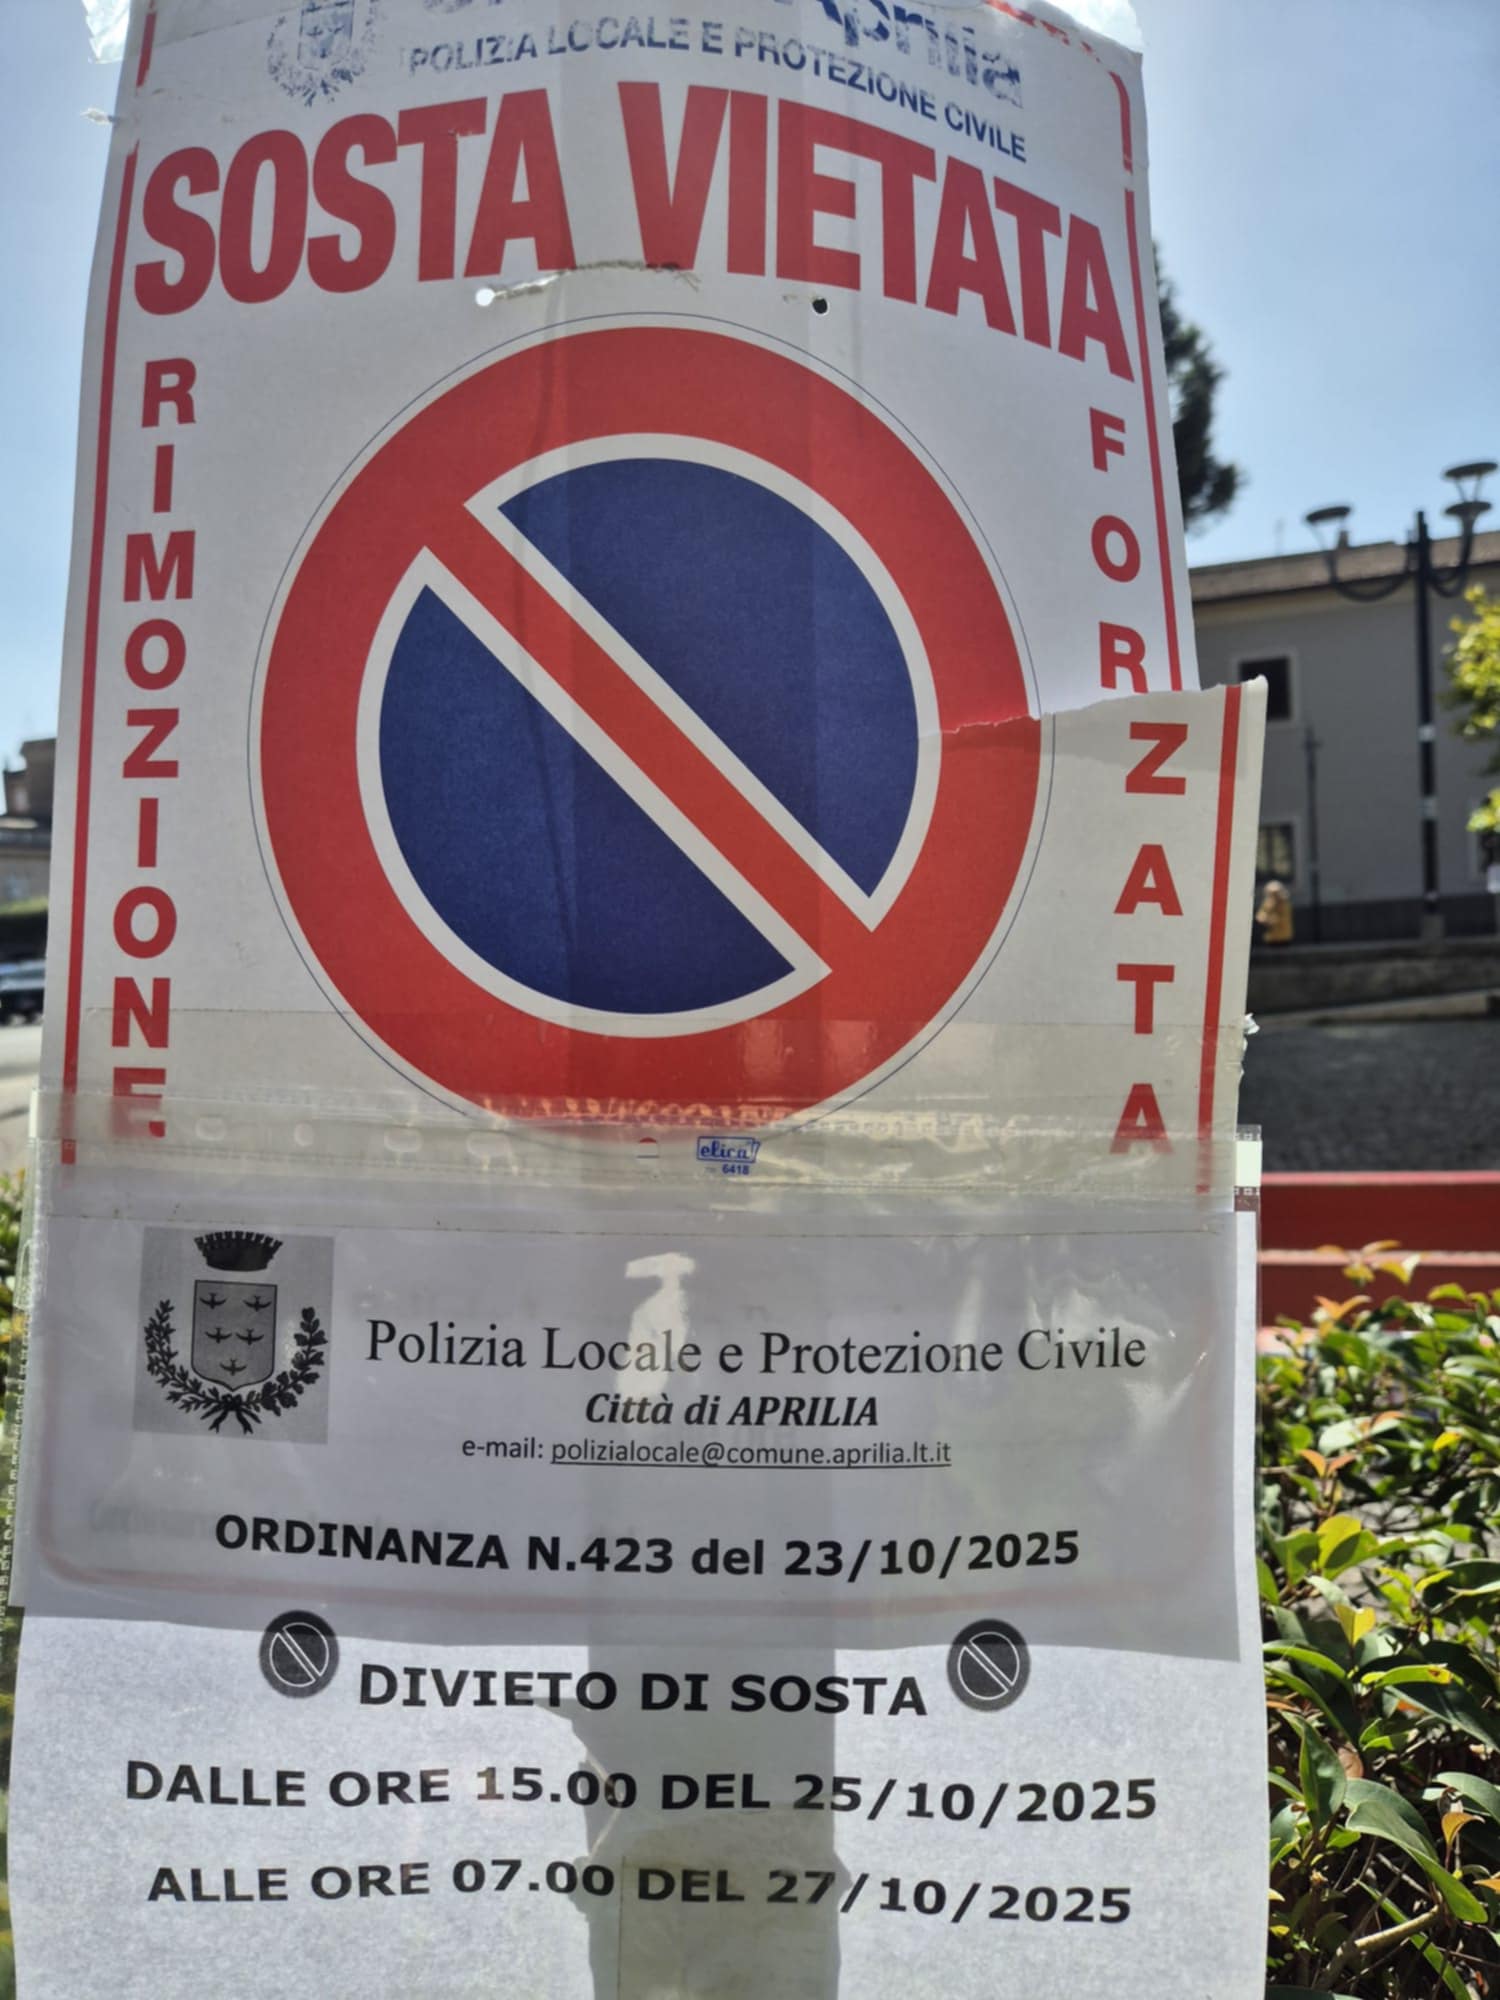 Aprilia
POLIZIA LOCALE E PROTEZIONE CIVILE
SOSTA VIETATA
RIMOZIONE
FORZATA
elica
6418
Polizia Locale e Protezione Civile
Città di APRILIA
e-mail: polizialocale@comune.aprilia.lt.it
ORDINANZA N.423 del 23/10/2025
DIVIETO DI SOSTA
DALLE ORE 15.00 DEL 25/10/2025
ALLE ORE 07.00 DEL 27/10/2025